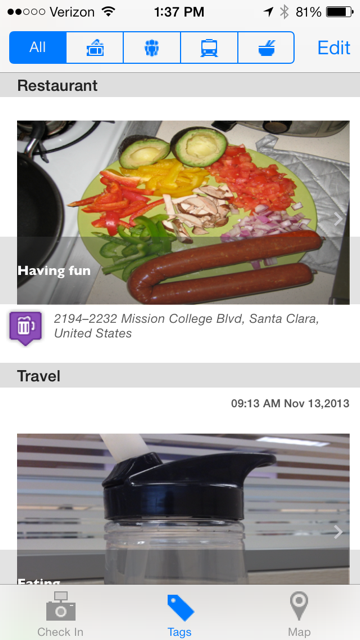 Verizon 1:37 PM 81%
All Edit
Restaurant
Having fun
2194–2232 Mission College Blvd, Santa Clara,
United States
Travel
09:13 AM Nov 13,2013
Eating
Check In Tags Map